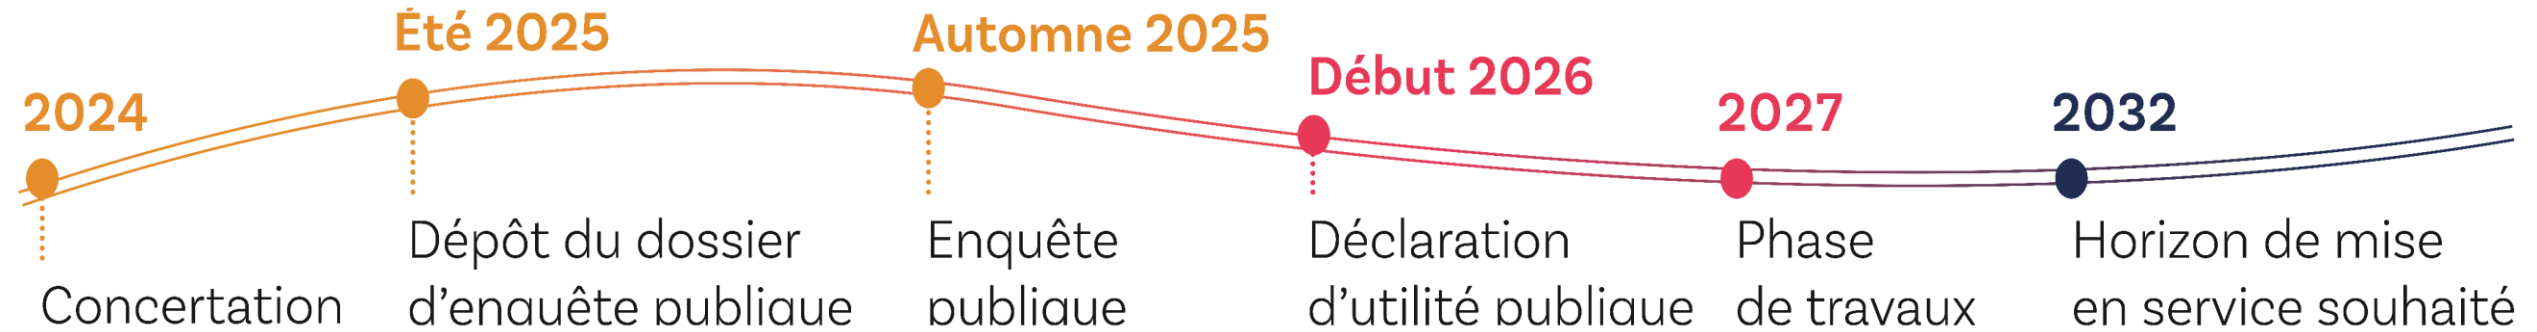 2024
Concertation
Été 2025
Dépôt du dossier
d'enquête publique
Automne 2025
Enquête
publique
Début 2026
Déclaration
d'utilité publique
2027
Phase
de travaux
2032
Horizon de mise
en service souhaité